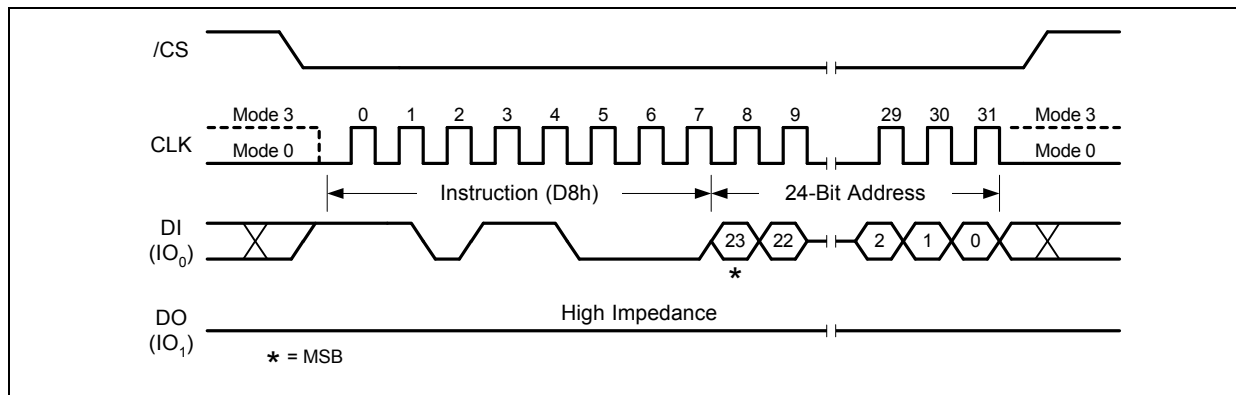 /CS
Mode 3 0 1 2 3 4 5 6 7 8 9 29 30 31 Mode 3
CLK
Mode 0 Mode 0
Instruction (D8h) 24-Bit Address
DI
(IO0)
23 22 2 1 0
*
High Impedance
DO
(IO1)
* = MSB